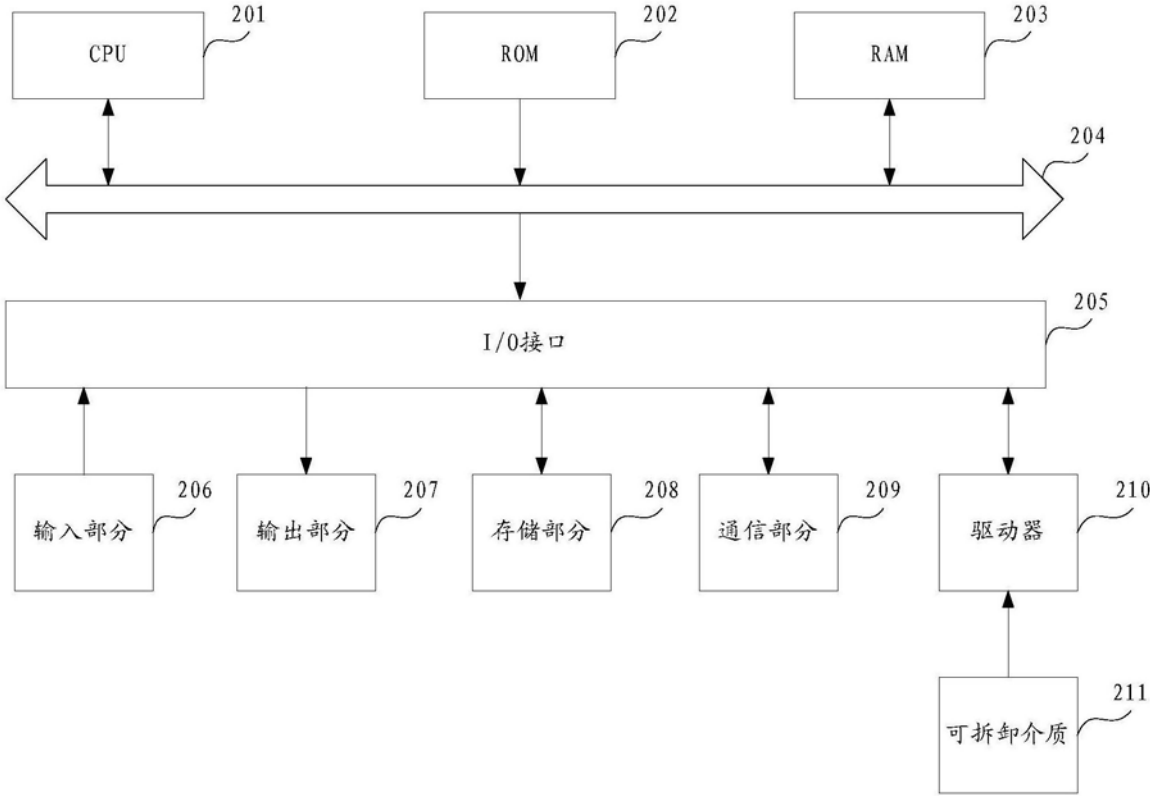 CPU
201
ROM
202
RAM
203
204
I/O接口
205
输入部分
206
输出部分
207
存储部分
208
通信部分
209
驱动器
210
可拆卸介质
211